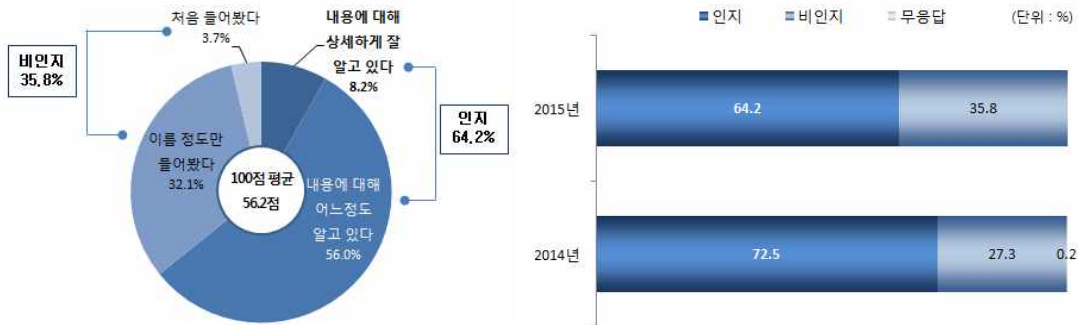 처음 들어봤다
3.7%
내용에 대해
상세하게 잘
알고 있다
8.2%
비인지
35.8%
인지
64.2%
이름 정도만
들어봤다
32.1%
100점 평균
56.2점
내용에 대해
어느정도
알고 있다
56.0%
인지 비인지 무응답 (단위 : %)
2015년 64.2 35.8
2014년 72.5 27.3 0.2